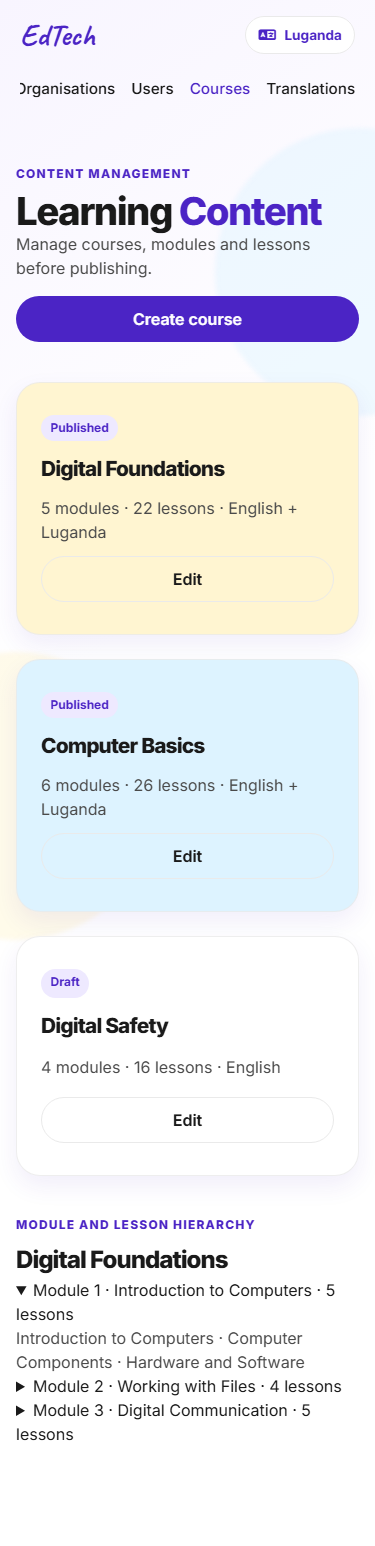 EdTech
Luganda
Organisations Users Courses Translations
CONTENT MANAGEMENT
Learning Content
Manage courses, modules and lessons
before publishing.
Create course
Published
Digital Foundations
5 modules · 22 lessons · English +
Luganda
Edit
Published
Computer Basics
6 modules · 26 lessons · English +
Luganda
Edit
Draft
Digital Safety
4 modules · 16 lessons · English
Edit
MODULE AND LESSON HIERARCHY
Digital Foundations
▼ Module 1 · Introduction to Computers · 5
lessons
Introduction to Computers · Computer
Components · Hardware and Software
▶ Module 2 · Working with Files · 4 lessons
▶ Module 3 · Digital Communication · 5
lessons